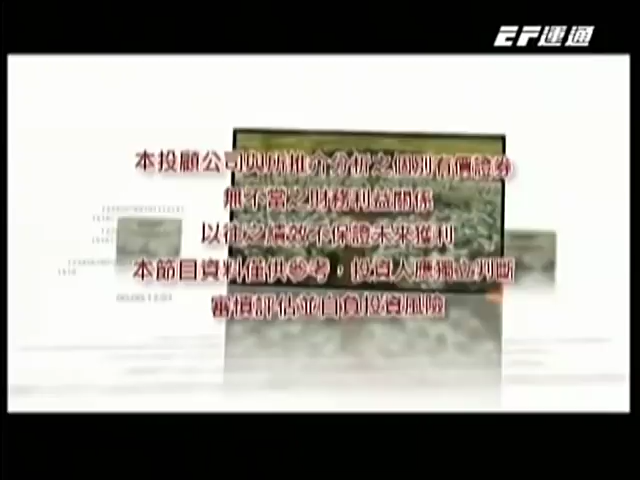 EF運通
本投顧公司與所推介分析之個別有價證券
無不當之財務利益關係
以往之績效不保證未來獲利
本節目資料僅供參考，投資人應獨立判斷
審慎評估並自負投資風險